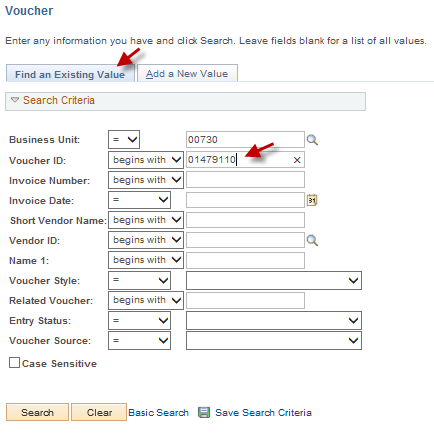 Voucher
Enter any information you have and click Search. Leave fields blank for a list of all values.
Find an Existing Value Add a New Value
Search Criteria
Business Unit: = 00730
Voucher ID: begins with 01479110 ×
Invoice Number: begins with
Invoice Date: = 31
Short Vendor Name: begins with
Vendor ID: begins with
Name 1: begins with
Voucher Style: =
Related Voucher: begins with
Entry Status: =
Voucher Source: =
Case Sensitive
Search Clear Basic Search Save Search Criteria